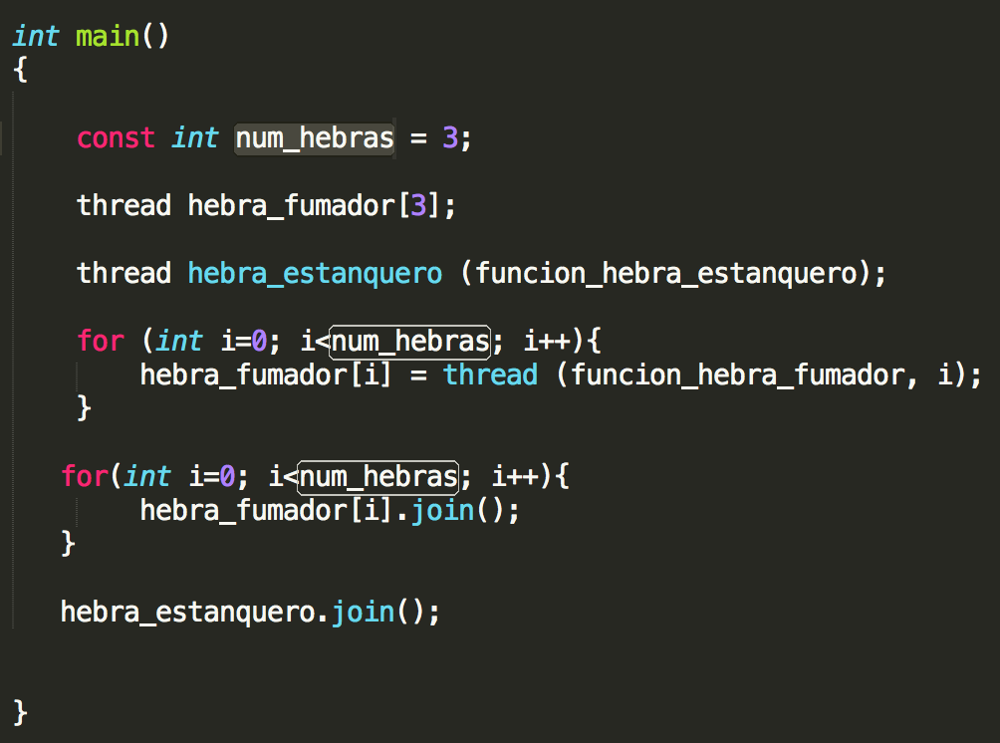 int main()
{
const int num_hebras = 3;
thread hebra_fumador[3];
thread hebra_estanquero (funcion_hebra_estanquero);
for (int i=0; i<num_hebras; i++){
hebra_fumador[i] = thread (funcion_hebra_fumador, i);
}
for(int i=0; i<num_hebras; i++){
hebra_fumador[i].join();
}
hebra_estanquero.join();
}